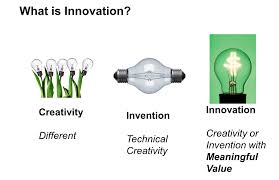 What is Innovation?
Creativity
Different
Invention
Technical
Creativity
Innovation
Creativity or
Invention with
Meaningful
Value